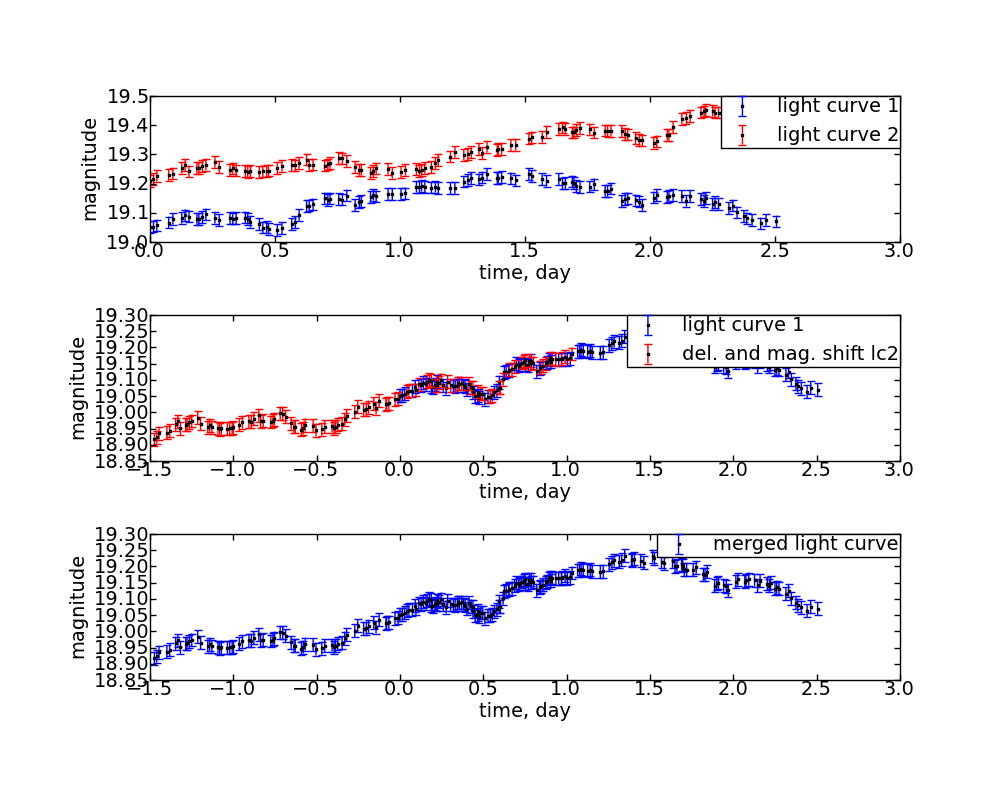 19.5
light curve 1
19.4
light curve 2
19.3
magnitude
19.2
19.1
19.0
0.0 0.5 1.0 1.5 2.0 2.5 3.0
time, day
19.30
light curve 1
19.25
19.20
del. and mag. shift lc2
19.15
19.10
magnitude
19.05
19.00
18.95
18.90
18.85
−1.5 −1.0 −0.5 0.0 0.5 1.0 1.5 2.0 2.5 3.0
time, day
19.30
merged light curve
19.25
19.20
19.15
19.10
magnitude
19.05
19.00
18.95
18.90
18.85
−1.5 −1.0 −0.5 0.0 0.5 1.0 1.5 2.0 2.5 3.0
time, day